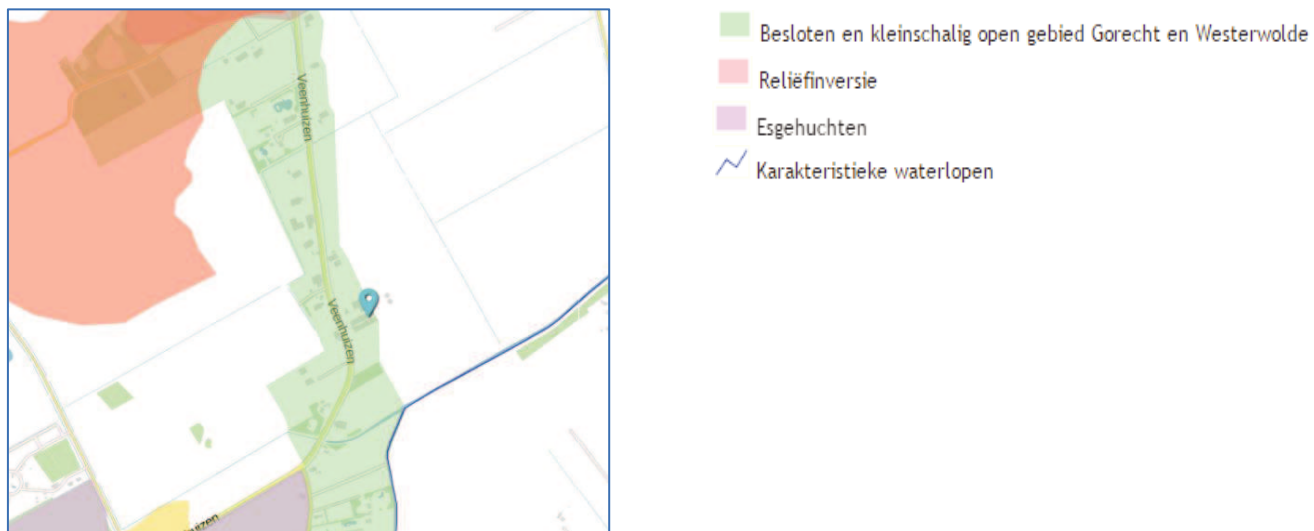 Veenhuizen
Veenhuizen
Besloten en kleinschalig open gebied Gorecht en Westerwolde
Reliëfinversie
Esgehuchten
Karakteristieke waterlopen